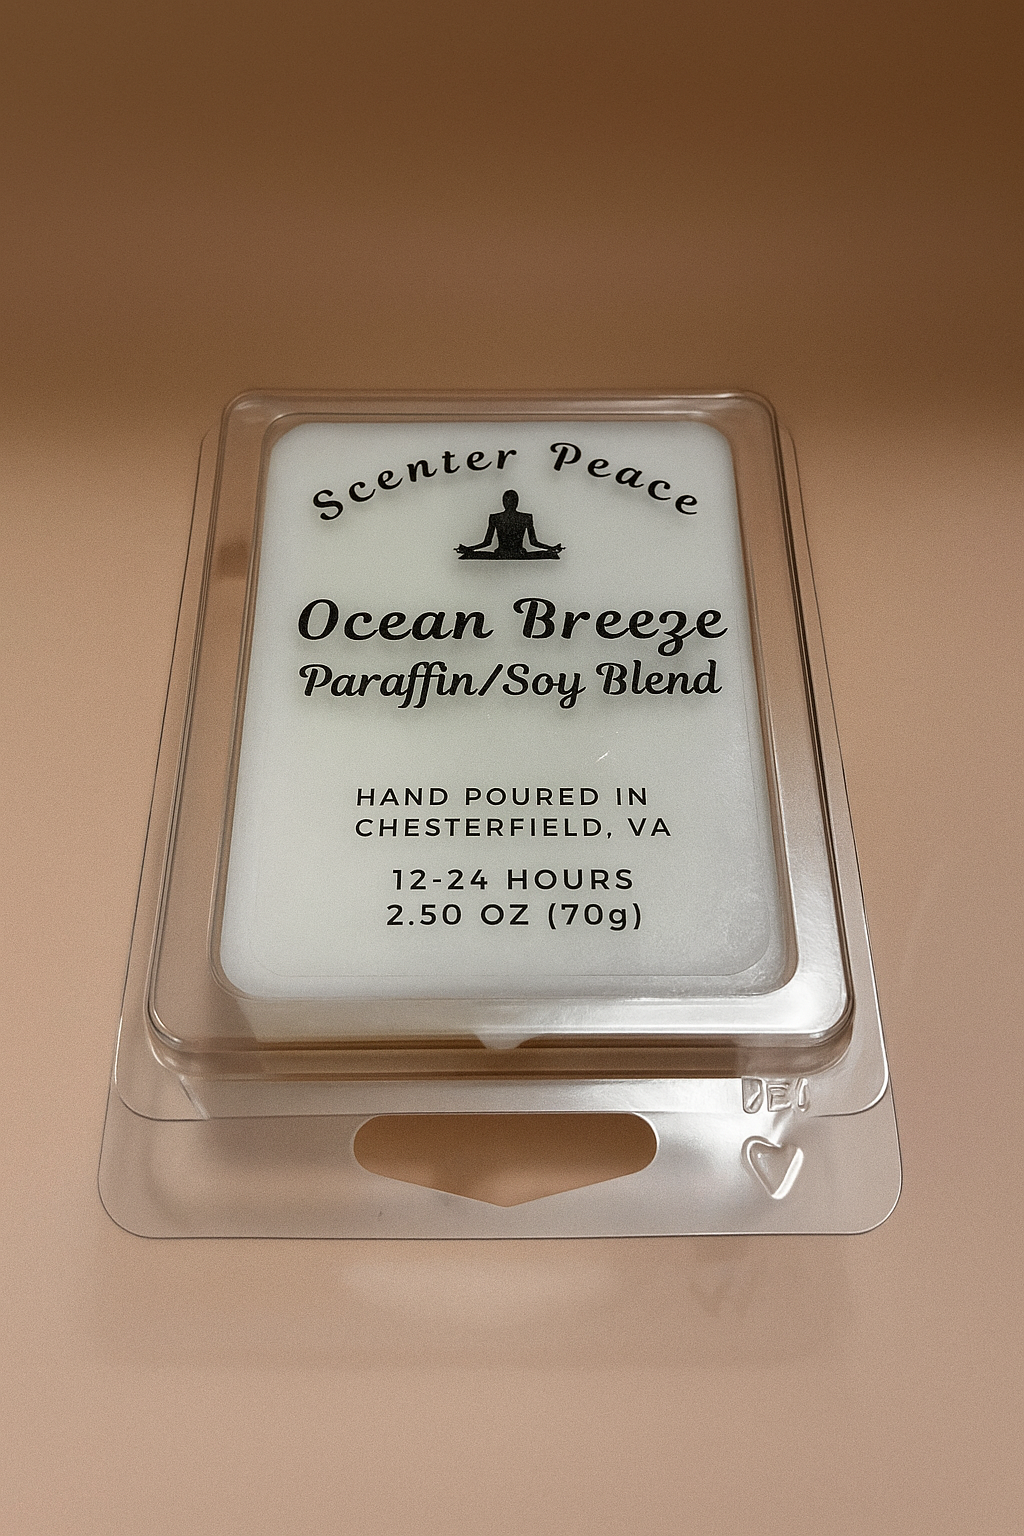 Scenter Peace
Ocean Breeze
Paraffin/Soy Blend
HAND POURED IN
CHESTERFIELD, VA
12-24 HOURS
2.50 OZ (70g)